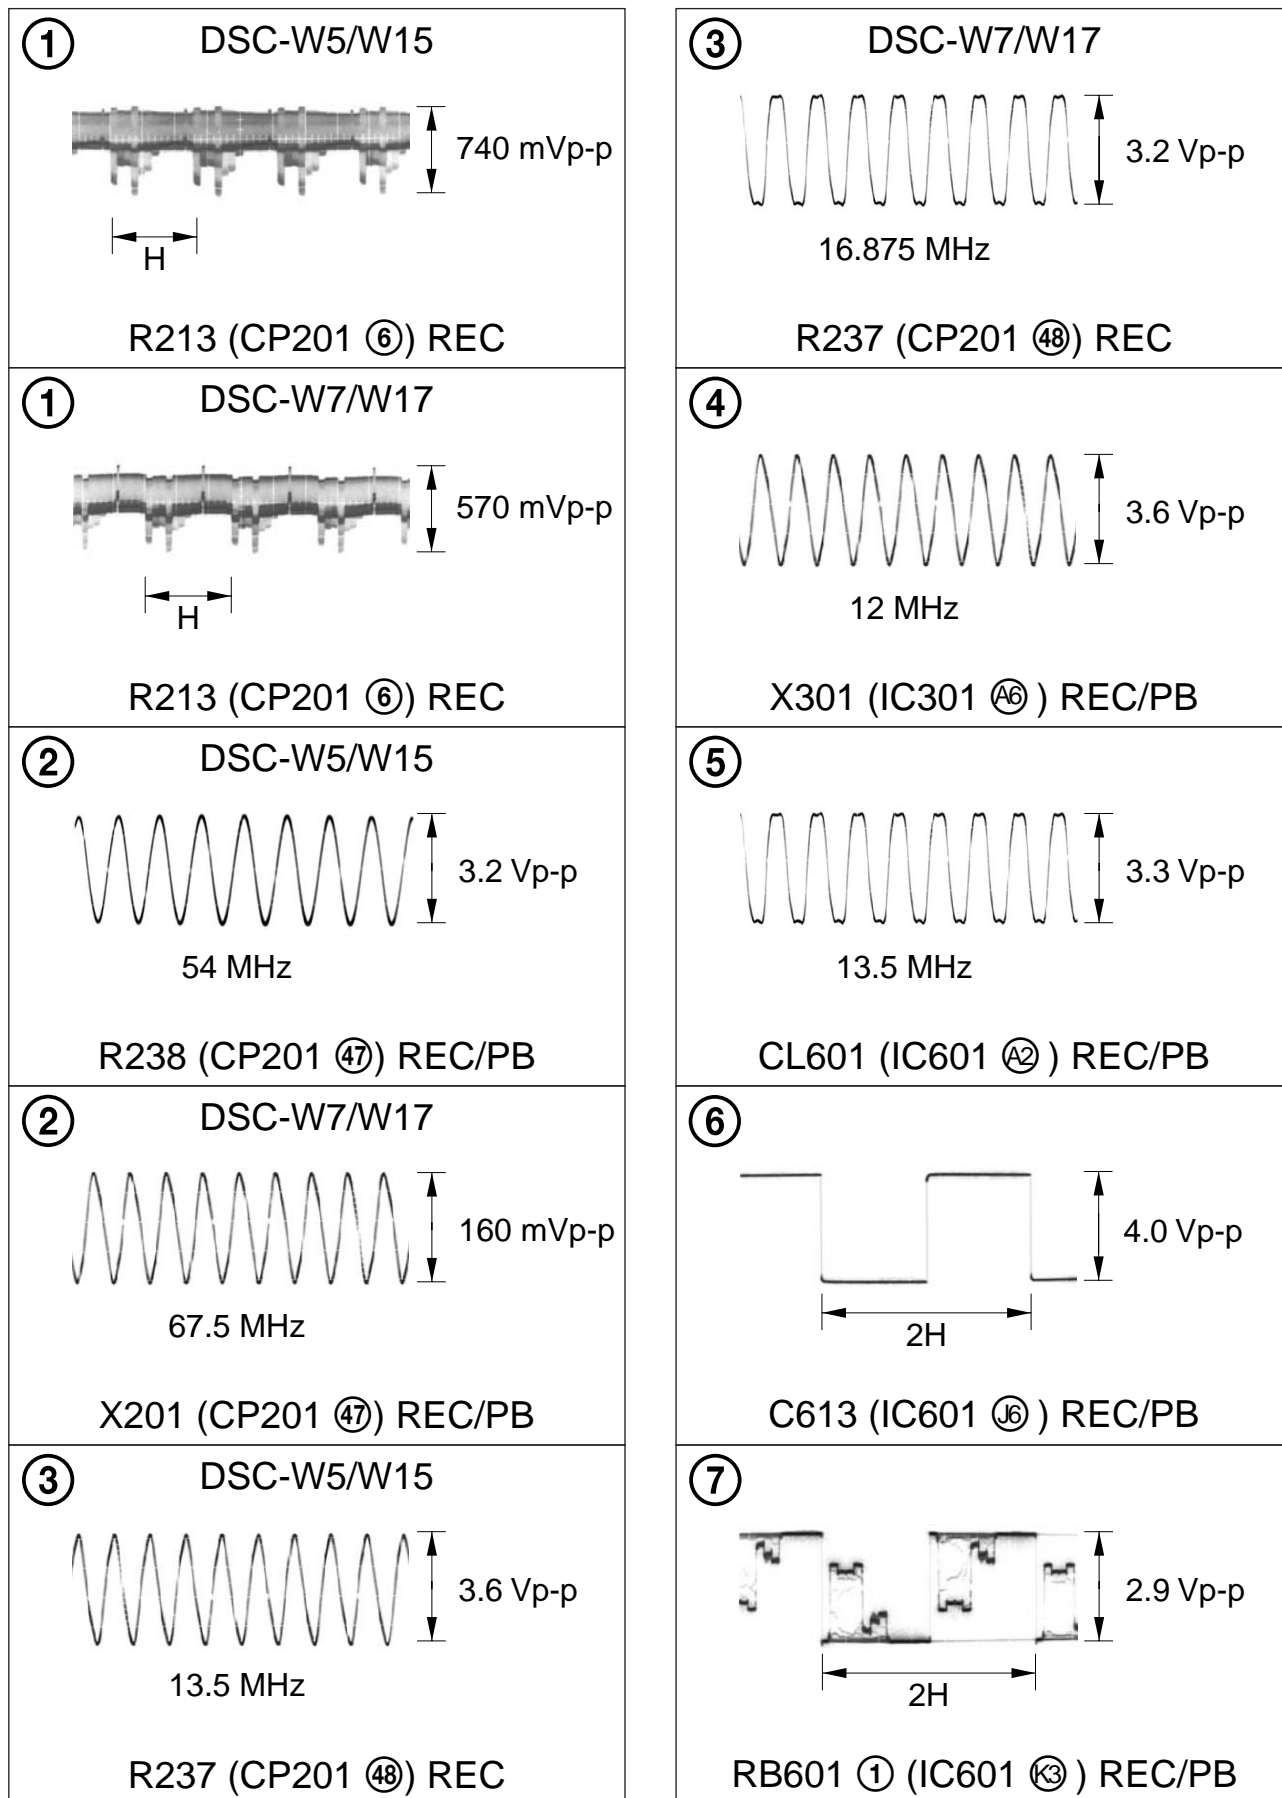 ① DSC-W5/W15
740 mVp-p
H
R213 (CP201 ⑥) REC
① DSC-W7/W17
570 mVp-p
H
R213 (CP201 ⑥) REC
② DSC-W5/W15
3.2 Vp-p
54 MHz
R238 (CP201 ㊼) REC/PB
② DSC-W7/W17
160 mVp-p
67.5 MHz
X201 (CP201 ㊼) REC/PB
③ DSC-W5/W15
3.6 Vp-p
13.5 MHz
R237 (CP201 ㊽) REC
③ DSC-W7/W17
3.2 Vp-p
16.875 MHz
R237 (CP201 ㊽) REC
④
3.6 Vp-p
12 MHz
X301 (IC301 A6 ) REC/PB
⑤
3.3 Vp-p
13.5 MHz
CL601 (IC601 A2 ) REC/PB
⑥
4.0 Vp-p
2H
C613 (IC601 J6 ) REC/PB
⑦
2.9 Vp-p
2H
RB601 ① (IC601 K3 ) REC/PB